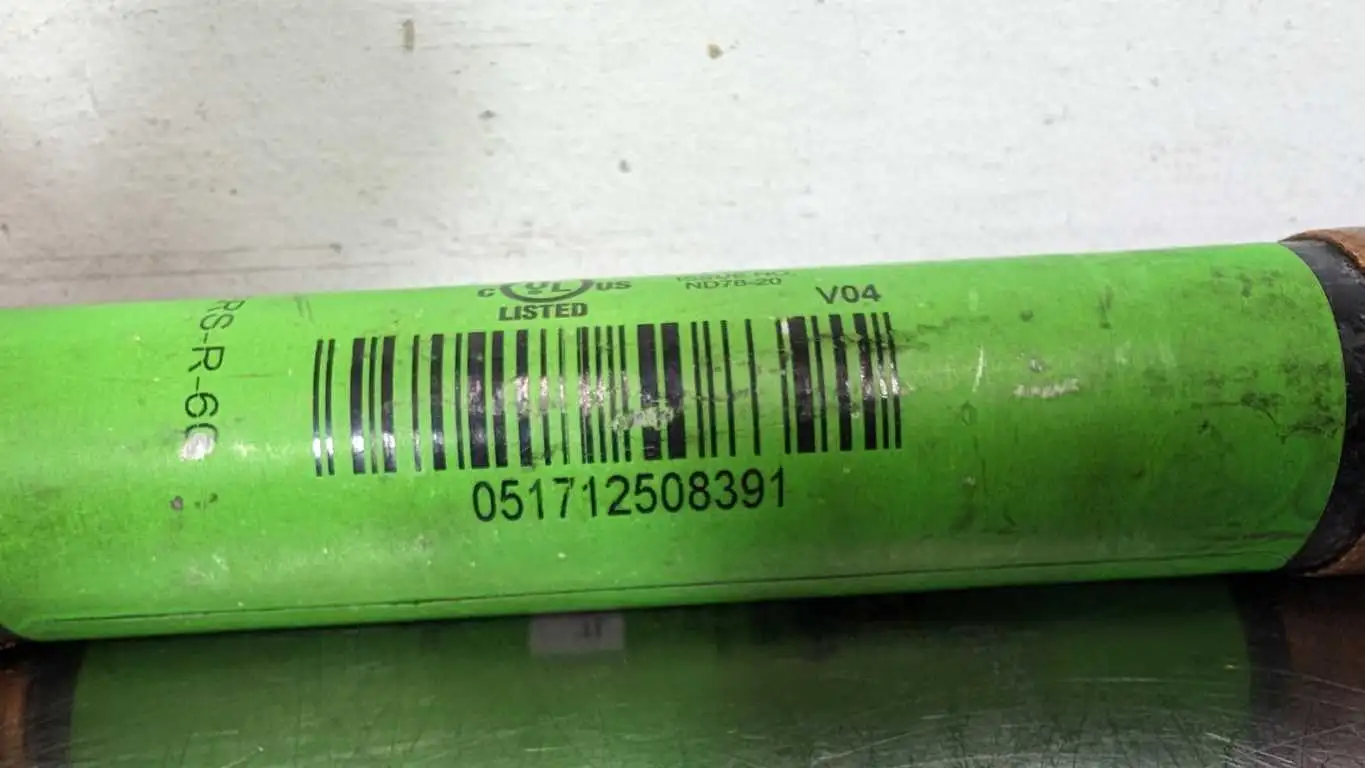 RS-R-60
C UL US
LISTED
ISSUE NO.
ND78-20
V04
051712508391